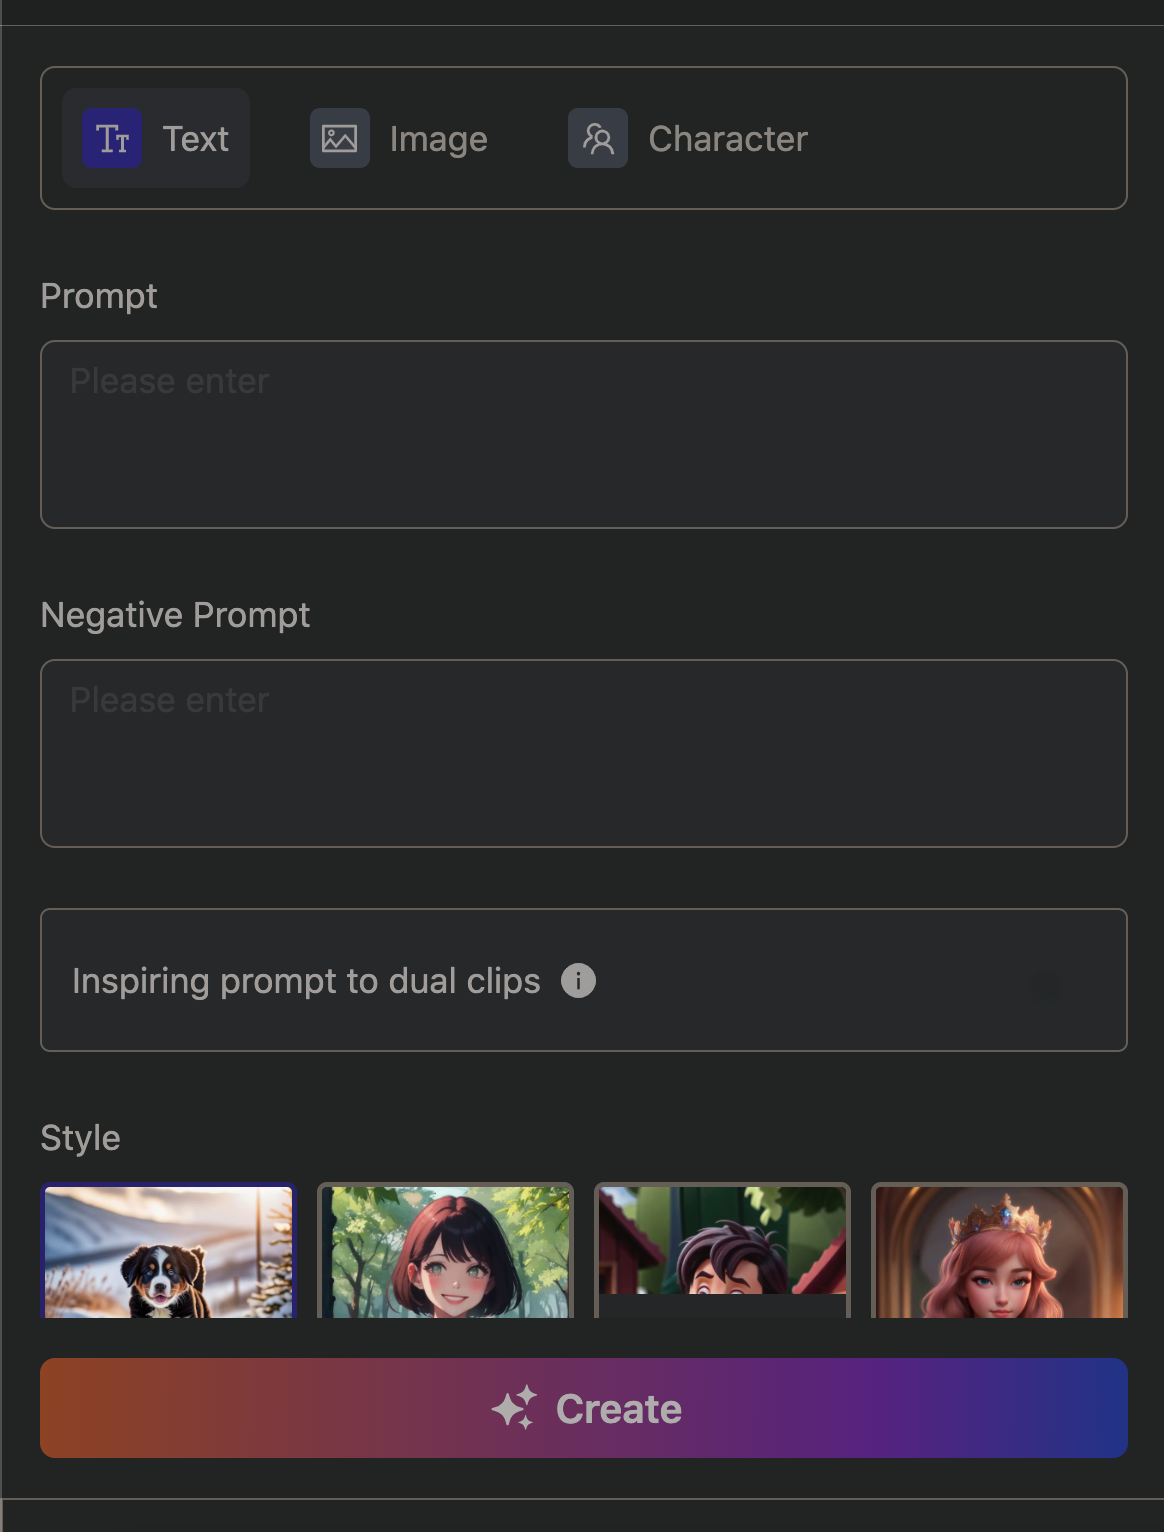 Text
Image
Character
Prompt
Please enter
Negative Prompt
Please enter
Inspiring prompt to dual clips
Style
Create